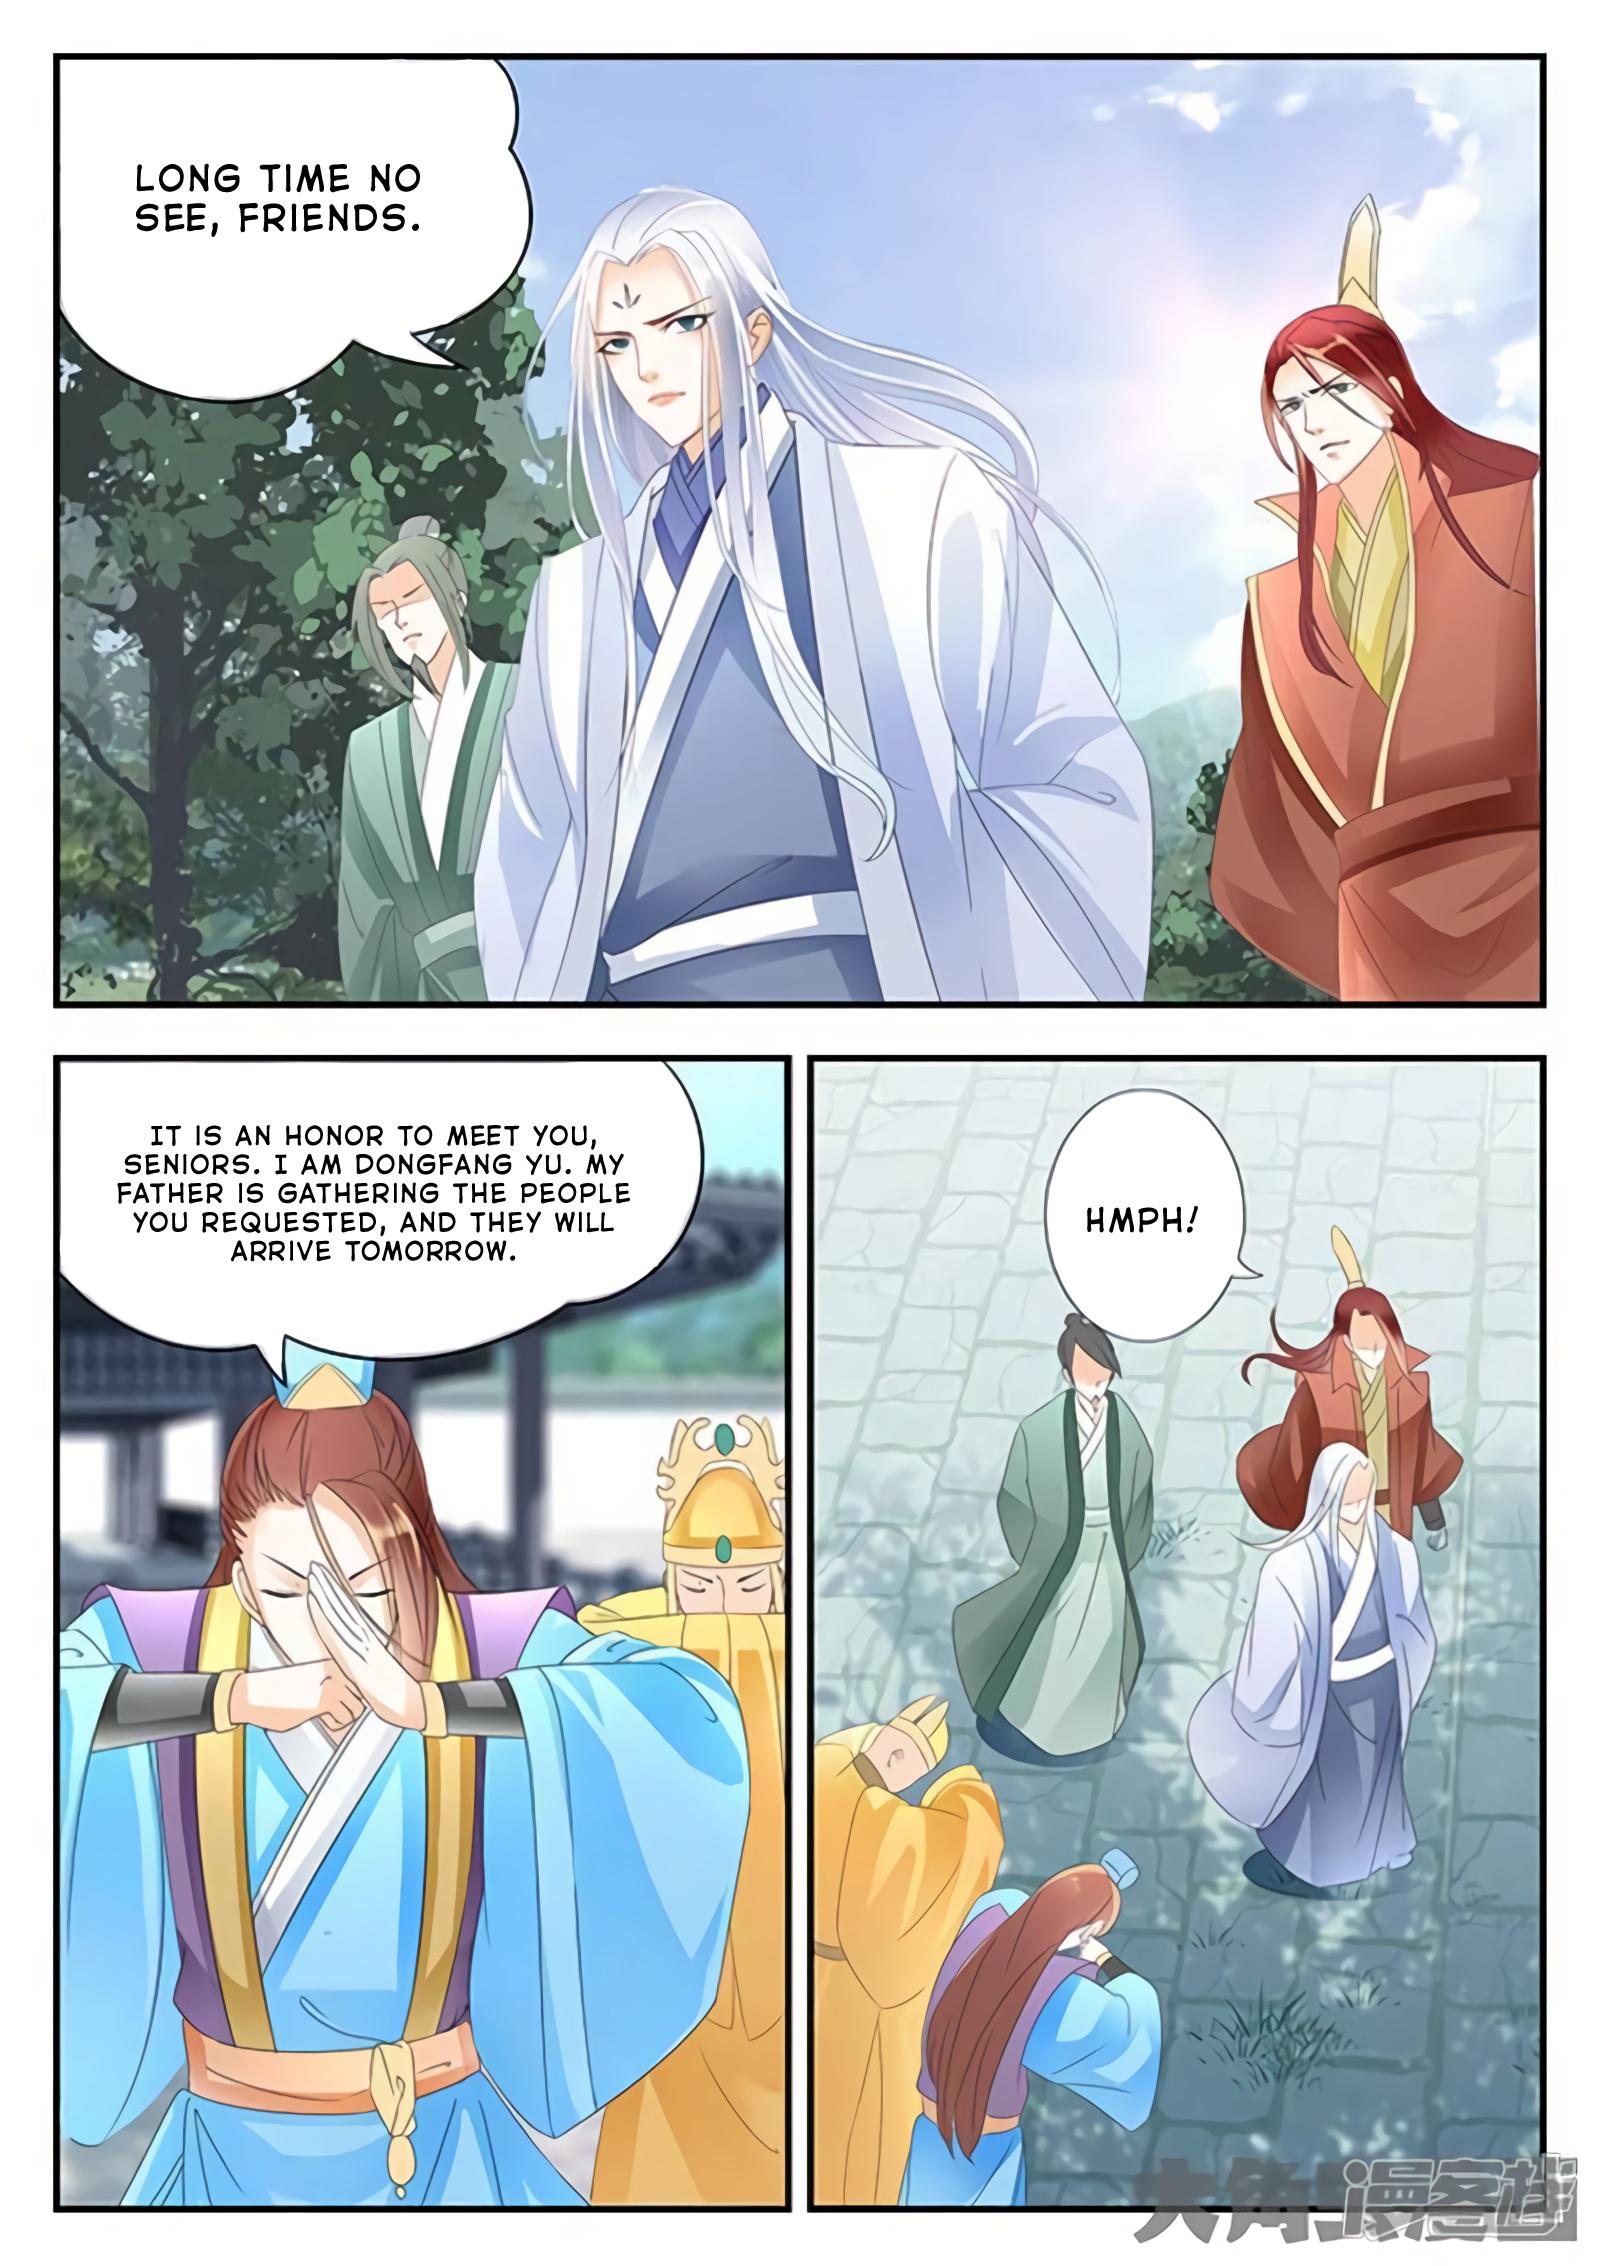 LONG TIME NO
SEE, FRIENDS.
IT IS AN HONOR TO MEET YOU,
SENIORS. I AM DONGFANG YU. MY
FATHER IS GATHERING THE PEOPLE
YOU REQUESTED, AND THEY WILL
ARRIVE TOMORROW.
HMPH!